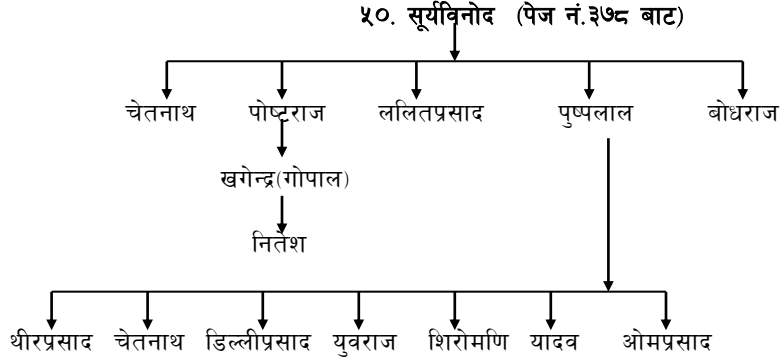 ५०. सूर्यविनोद (पेज नं.३७८ बाट)
चेतनाथ पोष्टराज ललितप्रसाद पुष्पलाल बोधराज
खगेन्द्र(गोपाल)
नितेश
थीरप्रसाद चेतनाथ डिल्लीप्रसाद युवराज शिरोमणि यादव ओमप्रसाद